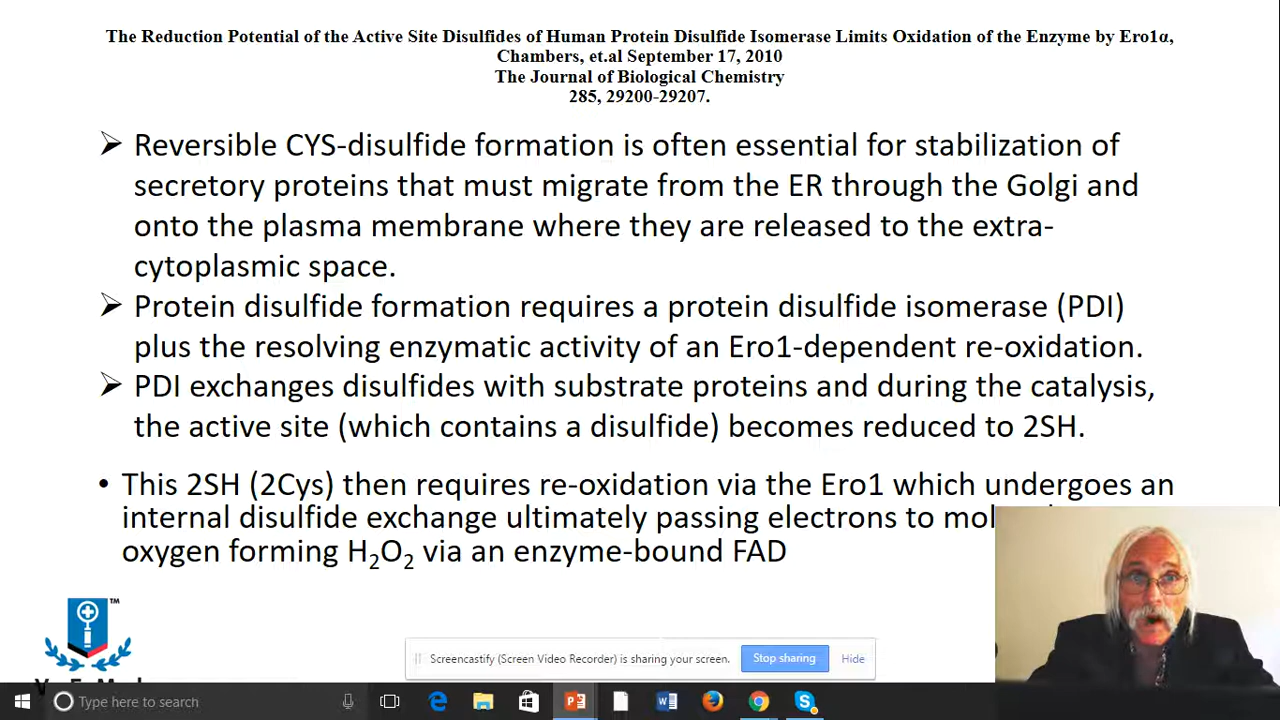 The Reduction Potential of the Active Site Disulfides of Human Protein Disulfide Isomerase Limits Oxidation of the Enzyme by Ero1α,
Chambers, et.al September 17, 2010
The Journal of Biological Chemistry
285, 29200-29207.
➢ Reversible CYS-disulfide formation is often essential for stabilization of
secretory proteins that must migrate from the ER through the Golgi and
onto the plasma membrane where they are released to the extra-
cytoplasmic space.
➢ Protein disulfide formation requires a protein disulfide isomerase (PDI)
plus the resolving enzymatic activity of an Ero1-dependent re-oxidation.
➢ PDI exchanges disulfides with substrate proteins and during the catalysis,
the active site (which contains a disulfide) becomes reduced to 2SH.
• This 2SH (2Cys) then requires re-oxidation via the Ero1 which undergoes an
internal disulfide exchange ultimately passing electrons to
oxygen forming H₂O₂ via an enzyme-bound FAD
TM
Screencastify (Screen Video Recorder) is sharing your screen. Stop sharing Hide
Type here to search